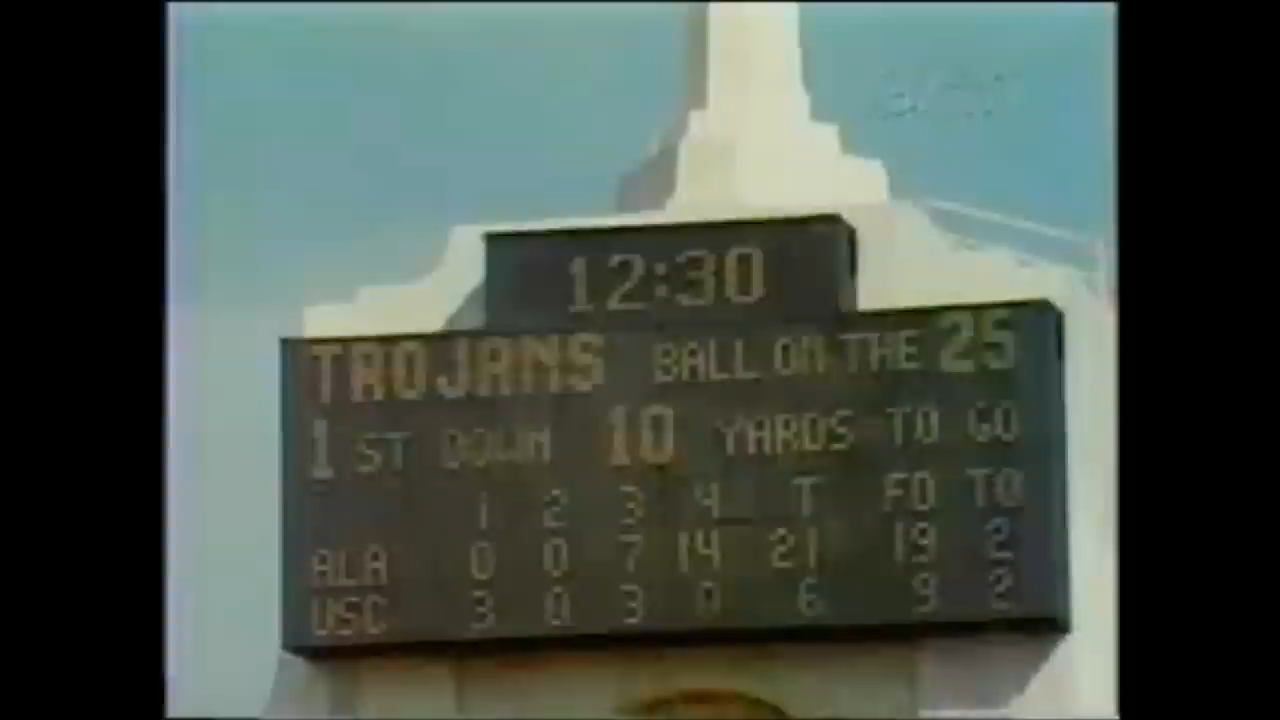 12:30
TROJANS BALL ON THE 25
1 ST DOWN 10 YARDS TO GO
1 2 3 4 T FD TO
ALA 0 0 7 14 21 19 2
USC 3 0 3 0 6 9 2